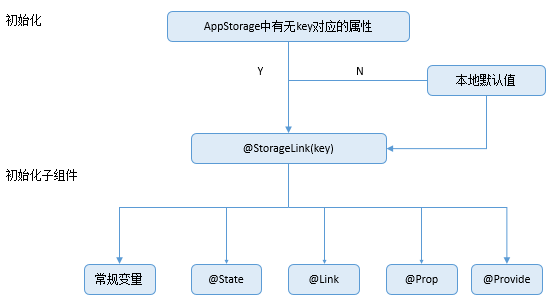 初始化
AppStorage中有无key对应的属性
Y
N
本地默认值
@StorageLink(key)
初始化子组件
常规变量
@State
@Link
@Prop
@Provide